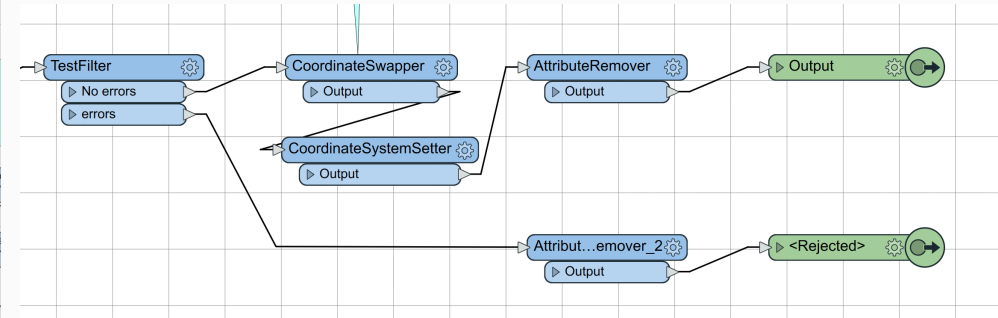 TestFilter
No errors
errors
CoordinateSwapper
Output
CoordinateSystemSetter
Output
AttributeRemover
Output
Output
Attribut…emover_2
Output
<Rejected>